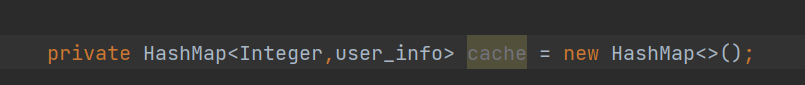 private HashMap<Integer,user_info> cache = new HashMap<>();